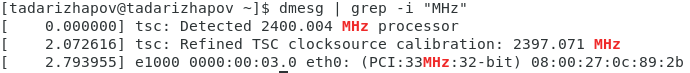 [tadarizhapov@tadarizhapov ~]$ dmesg | grep -i "MHz"
[    0.000000] tsc: Detected 2400.004 MHz processor
[    2.072616] tsc: Refined TSC clocksource calibration: 2397.071 MHz
[    2.793955] e1000 0000:00:03.0 eth0: (PCI:33MHz:32-bit) 08:00:27:0c:89:2b